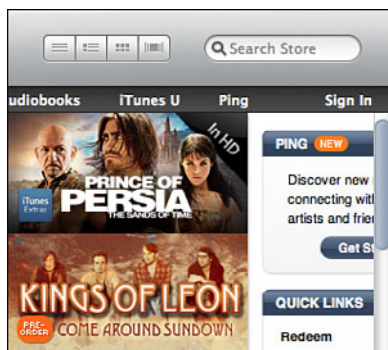 Search Store
udiobooks iTunes U Ping Sign In
In HD
iTunes
Extras
PRINCE OF
PERSIA
THE SANDS OF TIME
PING NEW
Discover new
connecting wit
artists and frie
Get St
KINGS OF LEON
PRE-
ORDER
COME AROUND SUNDOWN
QUICK LINKS
Redeem